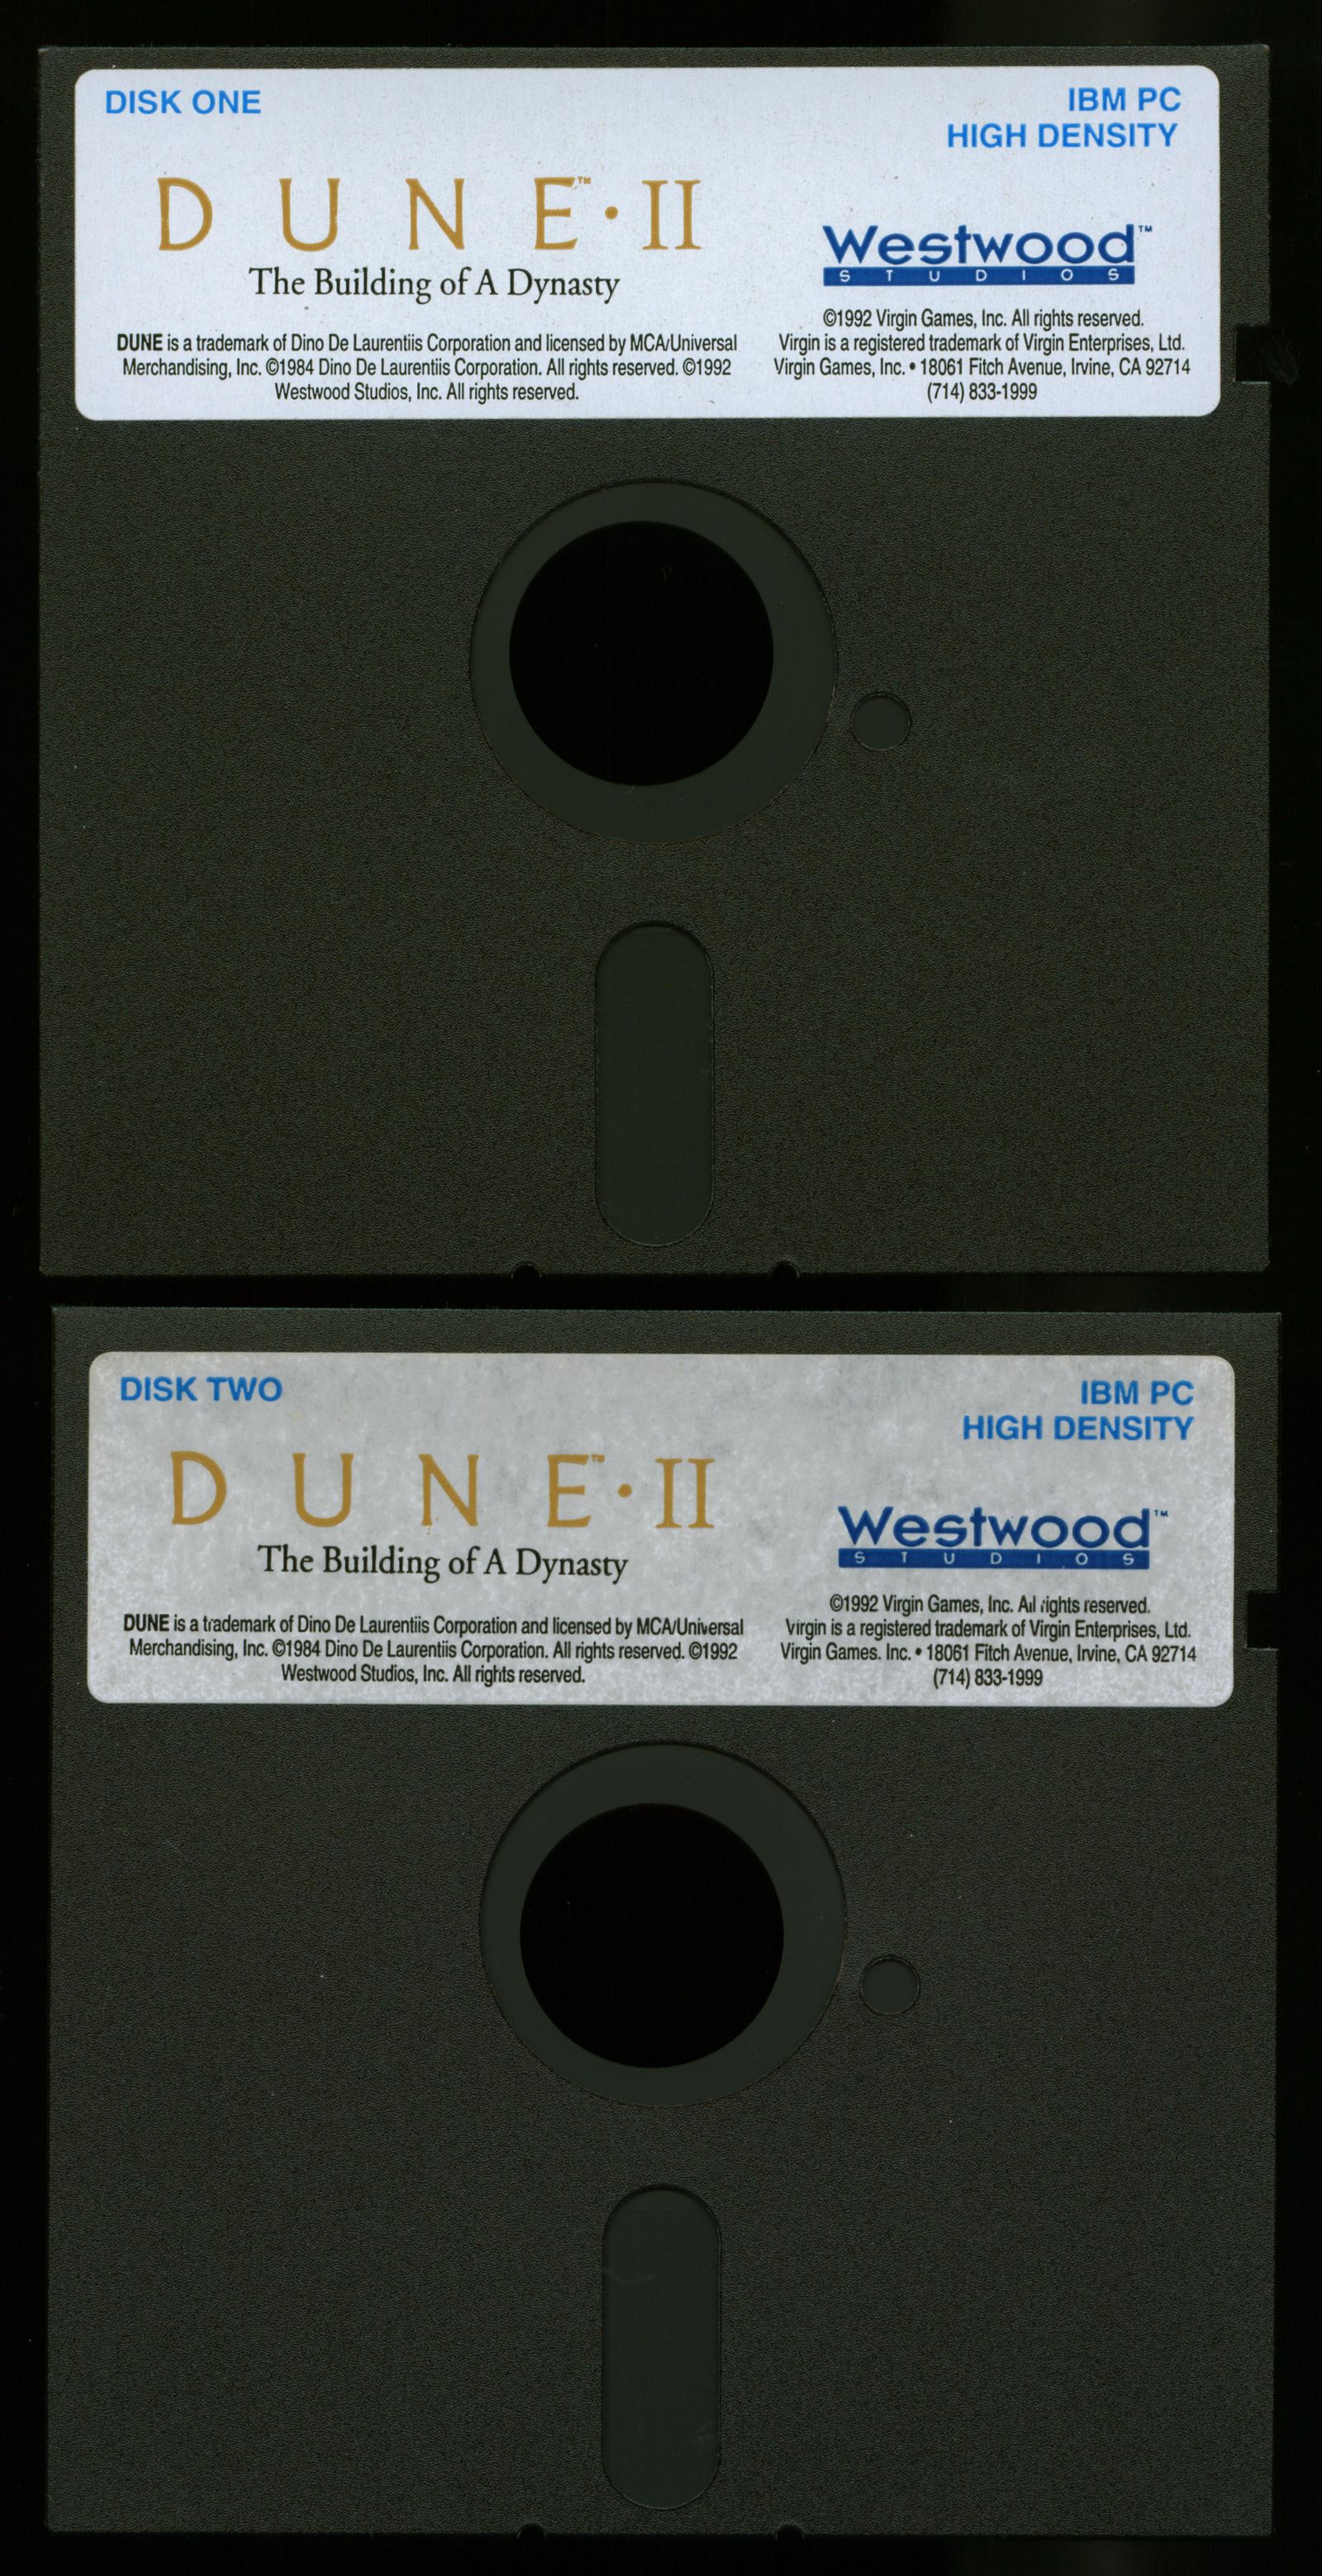 DISK ONE
IBM PC
HIGH DENSITY
DUNE™·II
The Building of A Dynasty
Westwood™
STUDIOS
DUNE is a trademark of Dino De Laurentiis Corporation and licensed by MCA/Universal
Merchandising, Inc. ©1984 Dino De Laurentiis Corporation. All rights reserved. ©1992
Westwood Studios, Inc. All rights reserved.
©1992 Virgin Games, Inc. All rights reserved.
Virgin is a registered trademark of Virgin Enterprises, Ltd.
Virgin Games, Inc. • 18061 Fitch Avenue, Irvine, CA 92714
(714) 833-1999
DISK TWO
IBM PC
HIGH DENSITY
DUNE™·II
The Building of A Dynasty
Westwood™
STUDIOS
DUNE is a trademark of Dino De Laurentiis Corporation and licensed by MCA/Universal
Merchandising, Inc. ©1984 Dino De Laurentiis Corporation. All rights reserved. ©1992
Westwood Studios, Inc. All rights reserved.
©1992 Virgin Games, Inc. All rights reserved.
Virgin is a registered trademark of Virgin Enterprises, Ltd.
Virgin Games, Inc. • 18061 Fitch Avenue, Irvine, CA 92714
(714) 833-1999